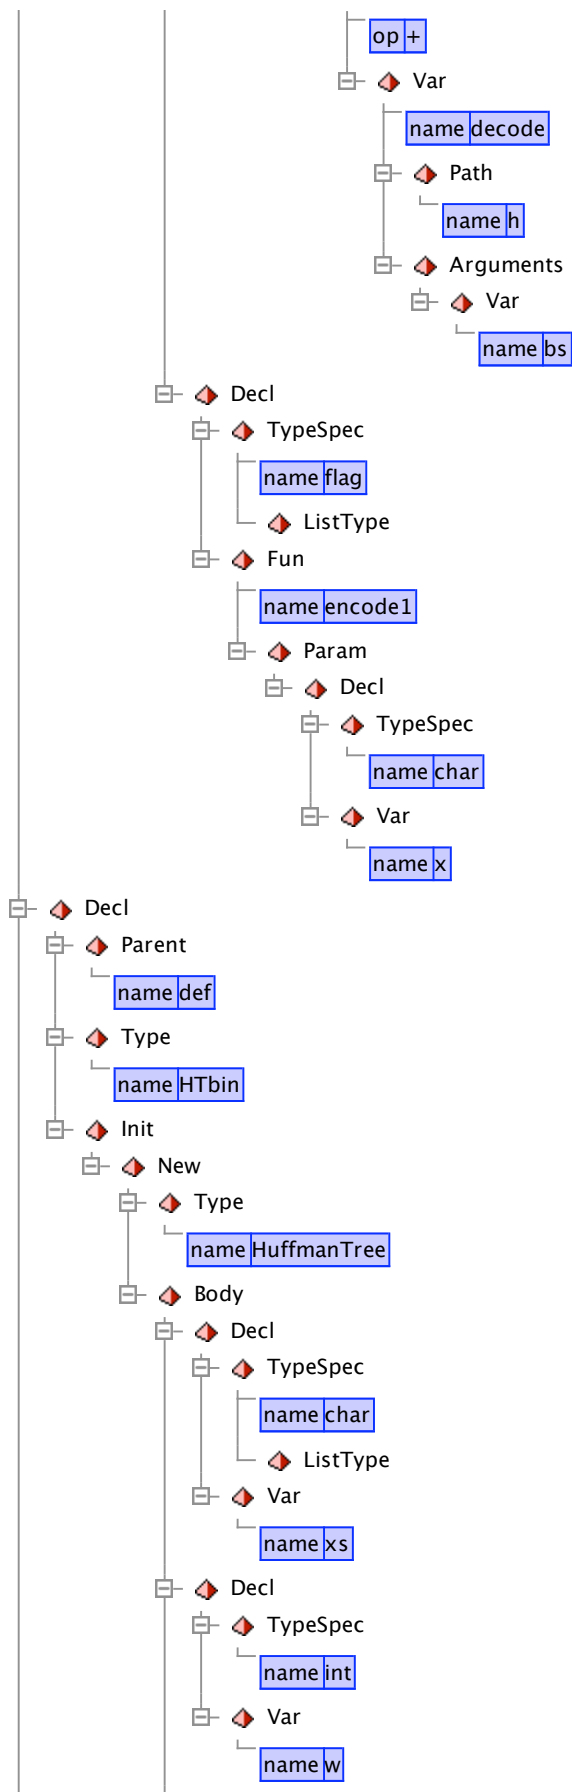 op +
Var
name decode
Path
name h
Arguments
Var
name bs
Decl
TypeSpec
name flag
ListType
Fun
name encode1
Param
Decl
TypeSpec
name char
Var
name x
Decl
Parent
name def
Type
name HTbin
Init
New
Type
name HuffmanTree
Body
Decl
TypeSpec
name char
ListType
Var
name xs
Decl
TypeSpec
name int
Var
name w